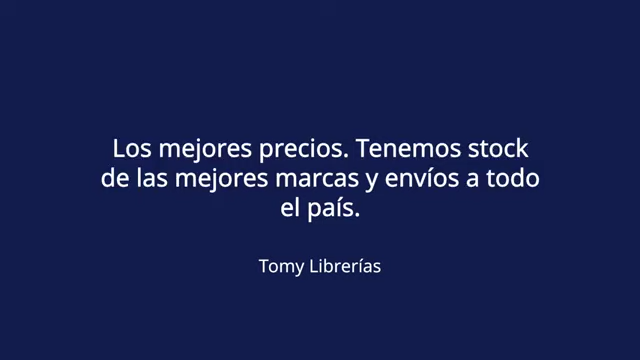 Los mejores precios. Tenemos stock
de las mejores marcas y envíos a todo
el país.
Tomy Librerías